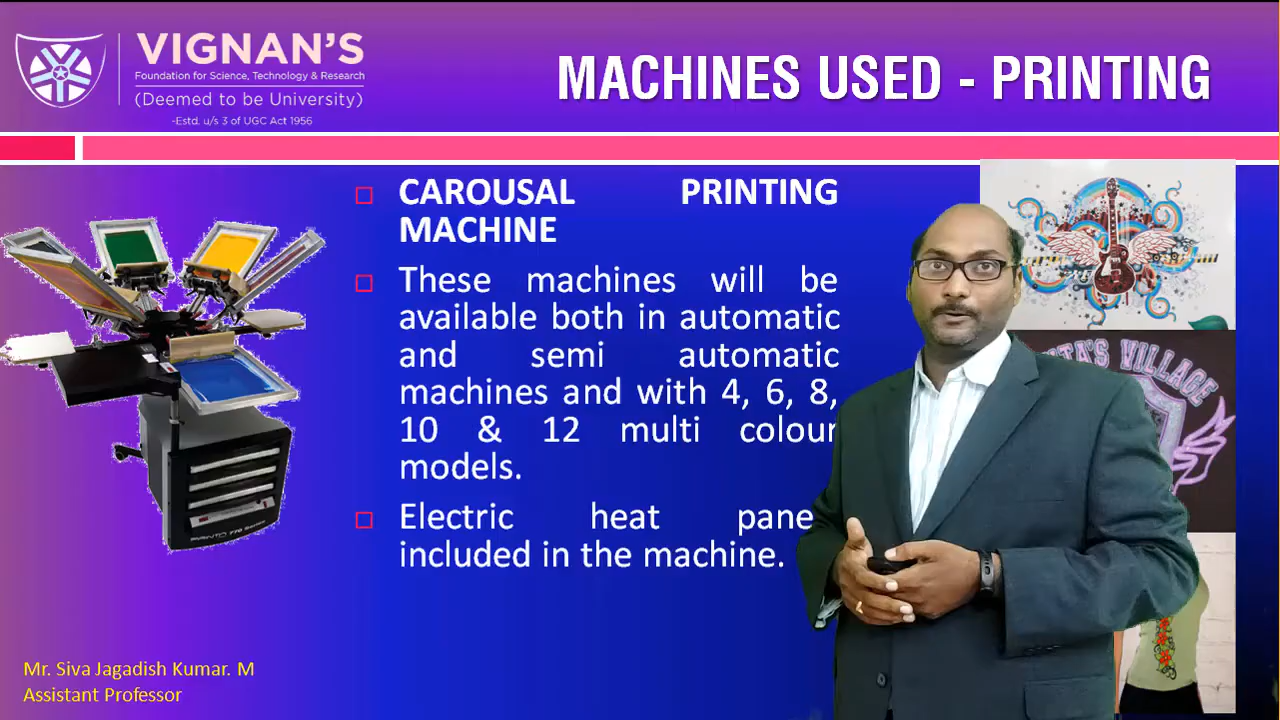 VIGNAN'S
Foundation for Science, Technology & Research
(Deemed to be University)
-Estd. u/s 3 of UGC Act 1956
MACHINES USED - PRINTING
CAROUSAL PRINTING
MACHINE
These machines will be
available both in automatic
and semi automatic
machines and with 4, 6, 8,
10 & 12 multi colour
models.
Electric heat pane
included in the machine.
VILLAGE
Mr. Siva Jagadish Kumar. M
Assistant Professor